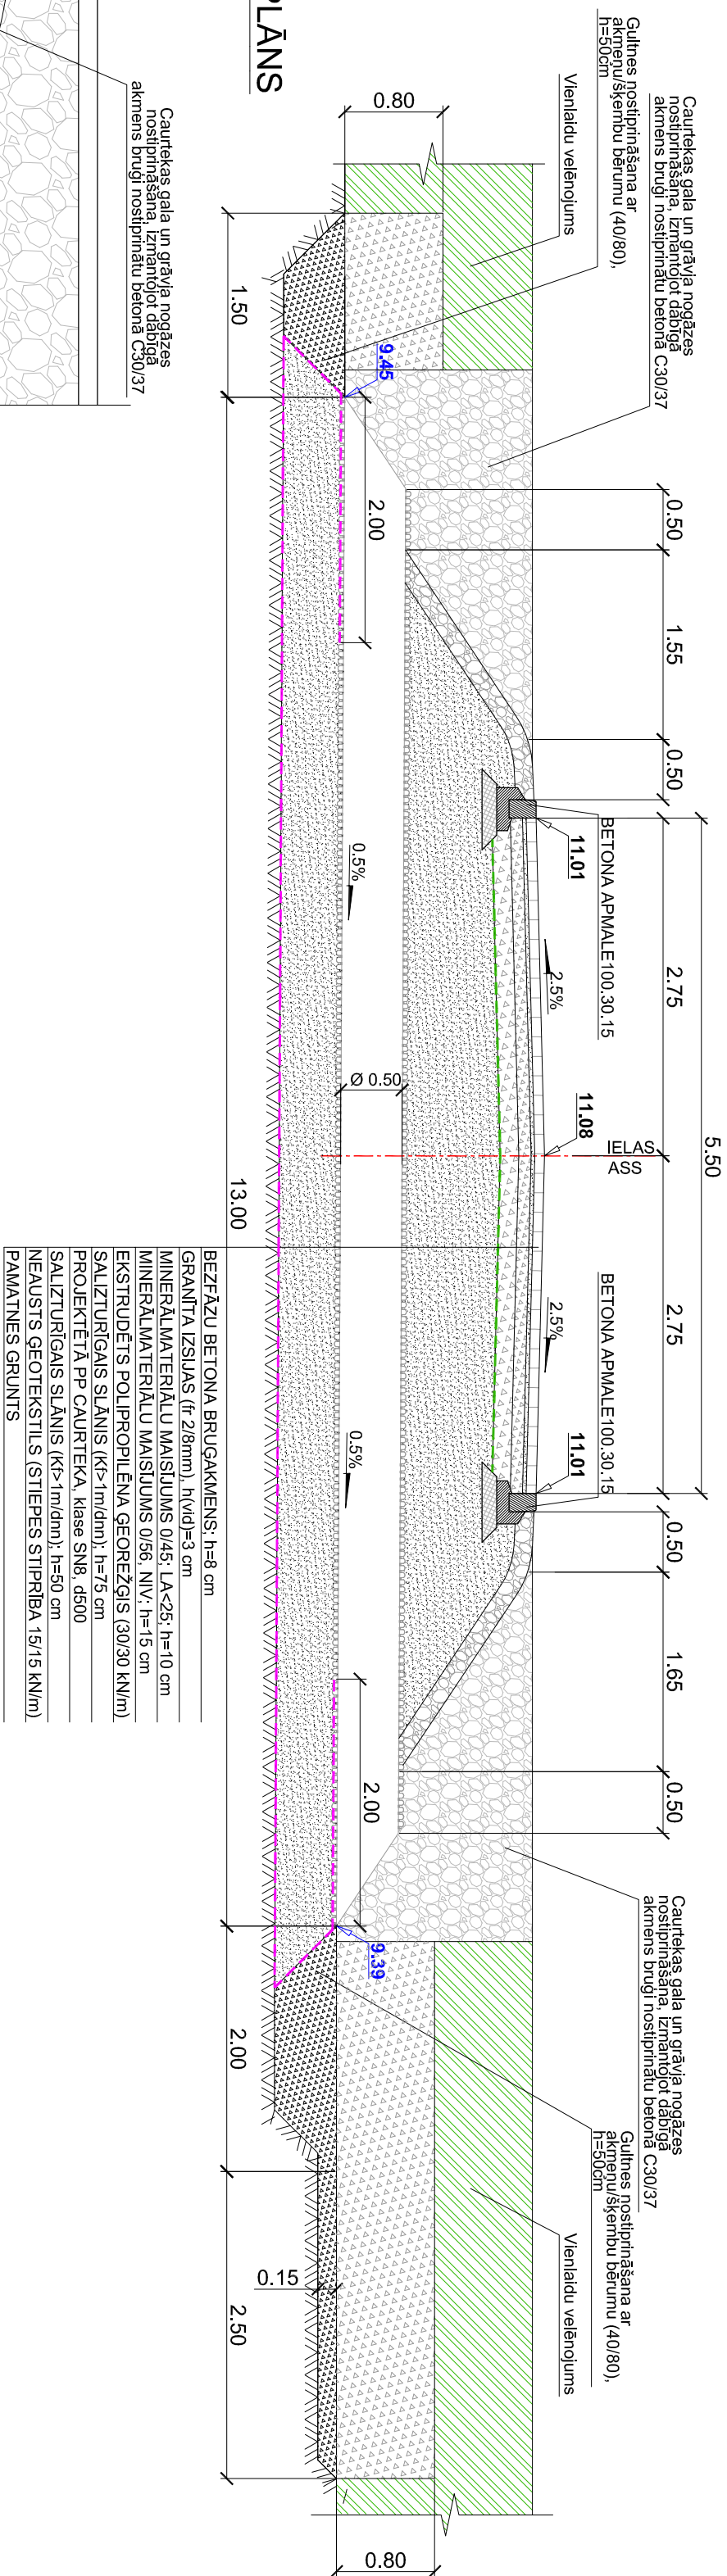 5.50
0.50
1.55
0.50
2.75
2.75
0.50
1.65
0.50
Caurtekas gala un grāvja nogāzes
nostiprināšana, izmantojot dabīgā
akmens bruģi nostiprinātu betonā C30/37
Gultnes nostiprināšana ar
akmeņu/šķembu bērumu (40/80),
h=50cm
Vienlaidu velēnojums
BETONA APMALE100.30.15
11.01
2.5%
11.08
IELAS
ASS
BETONA APMALE100.30.15
11.01
2.5%
Caurtekas gala un grāvja nogāzes
nostiprināšana, izmantojot dabīgā
akmens bruģi nostiprinātu betonā C30/37
Gultnes nostiprināšana ar
akmeņu/šķembu bērumu (40/80),
h=50cm
Vienlaidu velēnojums
0.80
9.45
2.00
0.5%
Ø 0.50
0.5%
2.00
9.39
0.15
0.80
1.50
13.00
2.00
2.50
BEZFĀZU BETONA BRUĢAKMENS; h=8 cm
GRANĪTA IZSIJAS (fr 2/8mm), h(vid)=3 cm
MINERĀLMATERIĀLU MAISĪJUMS 0/45; LA<25; h=10 cm
MINERĀLMATERIĀLU MAISĪJUMS 0/56, NIV; h=15 cm
EKSTRUDĒTS POLIPROPILĒNA ĢEOREŽĢIS (30/30 kN/m)
SALIZTURĪGAIS SLĀNIS (Kf>1m/dnn); h=75 cm
PROJEKTĒTĀ PP CAURTEKA, klase SN8, d500
SALIZTURĪGAIS SLĀNIS (Kf>1m/dnn); h=50 cm
NEAUSTS ĢEOTEKSTILS (STIEPES STIPRĪBA 15/15 kN/m)
PAMATNES GRUNTS
PLĀNS
Caurtekas gala un grāvja nogāzes
nostiprināšana, izmantojot dabīgā
akmens bruģi nostiprinātu betonā C30/37